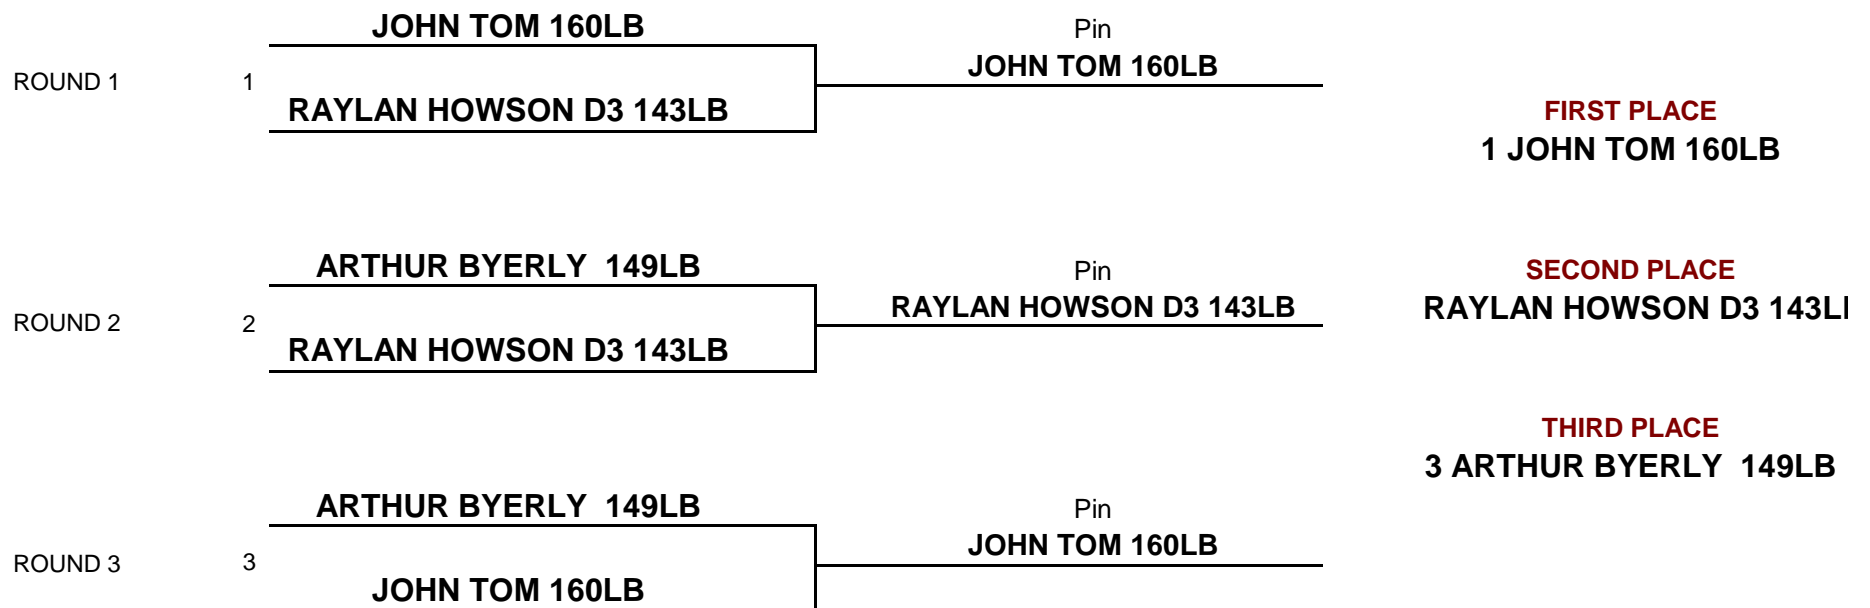 JOHN TOM 160LB
Pin
JOHN TOM 160LB
ROUND 1
1
RAYLAN HOWSON D3 143LB
FIRST PLACE
1 JOHN TOM 160LB
ARTHUR BYERLY  149LB
Pin
SECOND PLACE
RAYLAN HOWSON D3 143LB
RAYLAN HOWSON D3 143L
ROUND 2
2
RAYLAN HOWSON D3 143LB
THIRD PLACE
3 ARTHUR BYERLY  149LB
ARTHUR BYERLY  149LB
Pin
JOHN TOM 160LB
ROUND 3
3
JOHN TOM 160LB